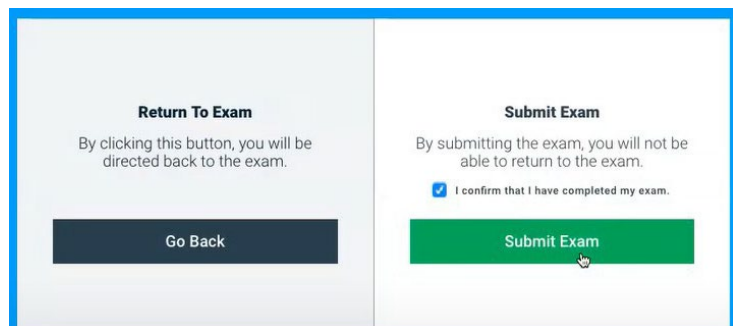 Return To Exam
By clicking this button, you will be
directed back to the exam.
Go Back
Submit Exam
By submitting the exam, you will not be
able to return to the exam.
I confirm that I have completed my exam.
Submit Exam